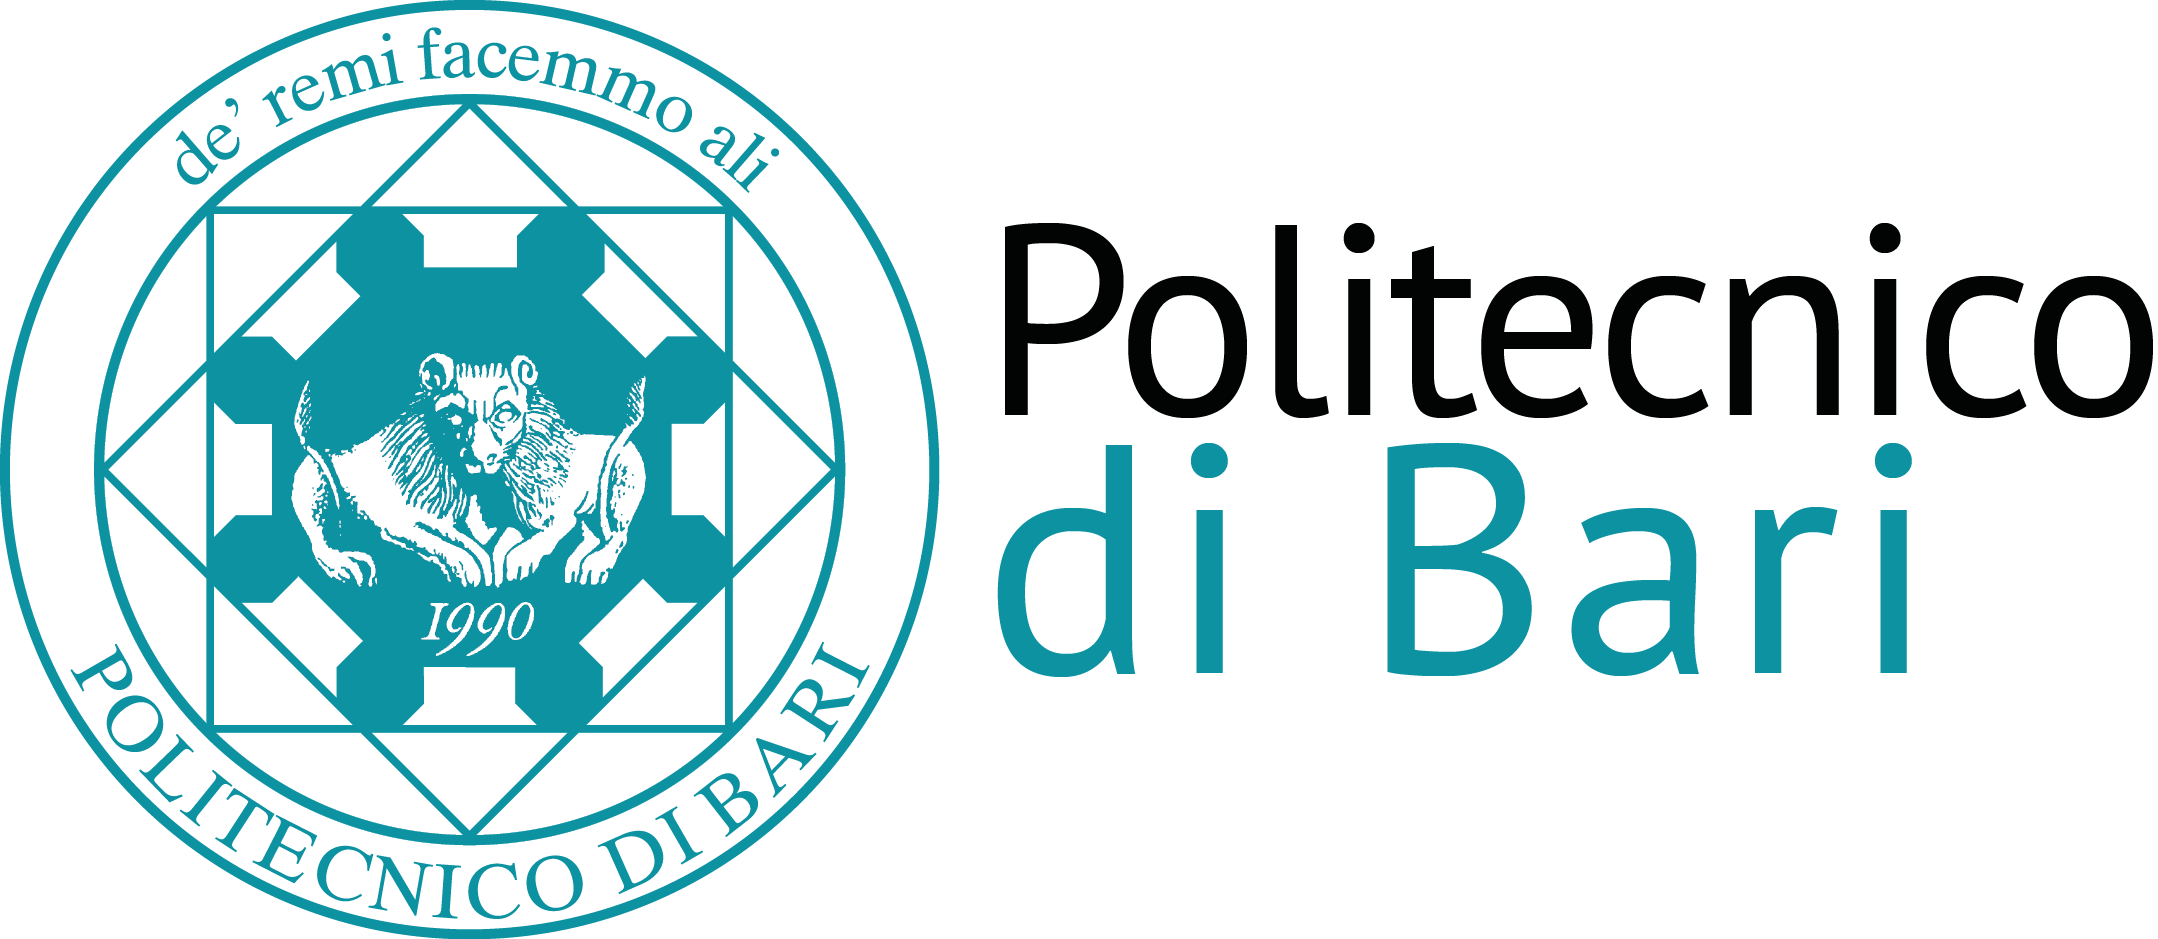 de’ remi facemmo ali
1990
POLITECNICO DI BARI
Politecnico
di Bari